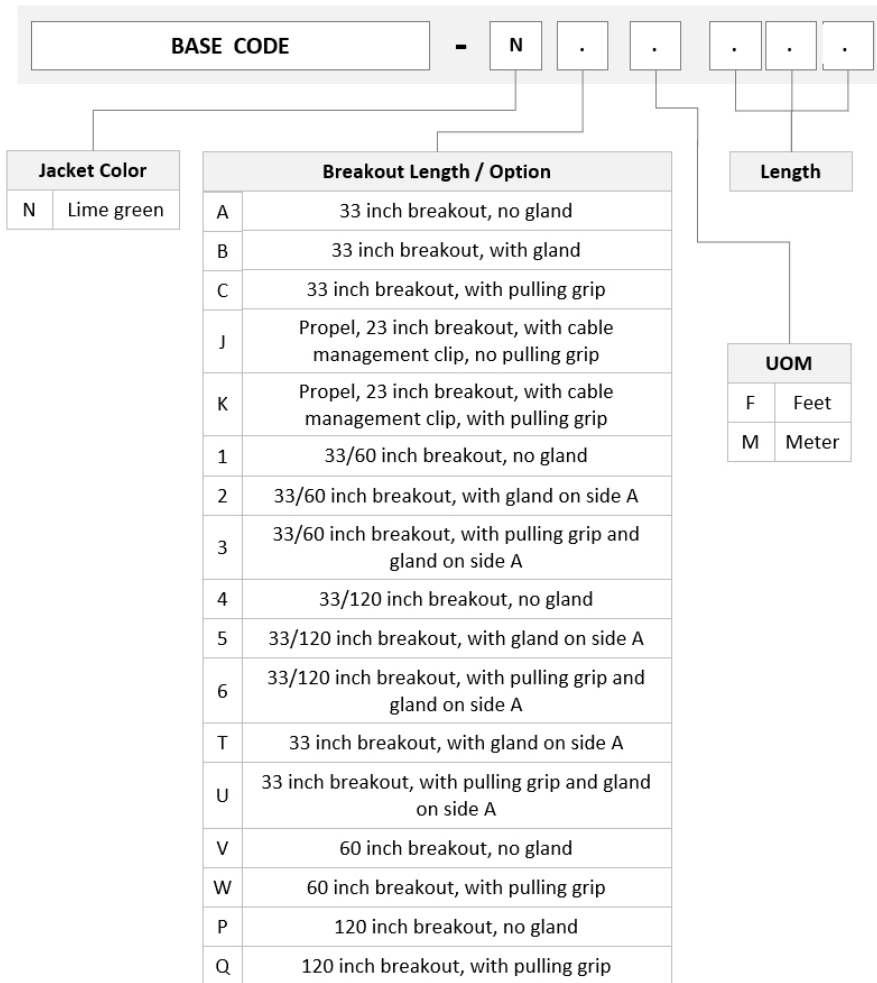 BASE CODE - N . . . . .
Jacket Color
N Lime green
Breakout Length / Option
A 33 inch breakout, no gland
B 33 inch breakout, with gland
C 33 inch breakout, with pulling grip
J Propel, 23 inch breakout, with cable
management clip, no pulling grip
K Propel, 23 inch breakout, with cable
management clip, with pulling grip
1 33/60 inch breakout, no gland
2 33/60 inch breakout, with gland on side A
3 33/60 inch breakout, with pulling grip and
gland on side A
4 33/120 inch breakout, no gland
5 33/120 inch breakout, with gland on side A
6 33/120 inch breakout, with pulling grip and
gland on side A
T 33 inch breakout, with gland on side A
U 33 inch breakout, with pulling grip and gland
on side A
V 60 inch breakout, no gland
W 60 inch breakout, with pulling grip
P 120 inch breakout, no gland
Q 120 inch breakout, with pulling grip
Length
UOM
F Feet
M Meter